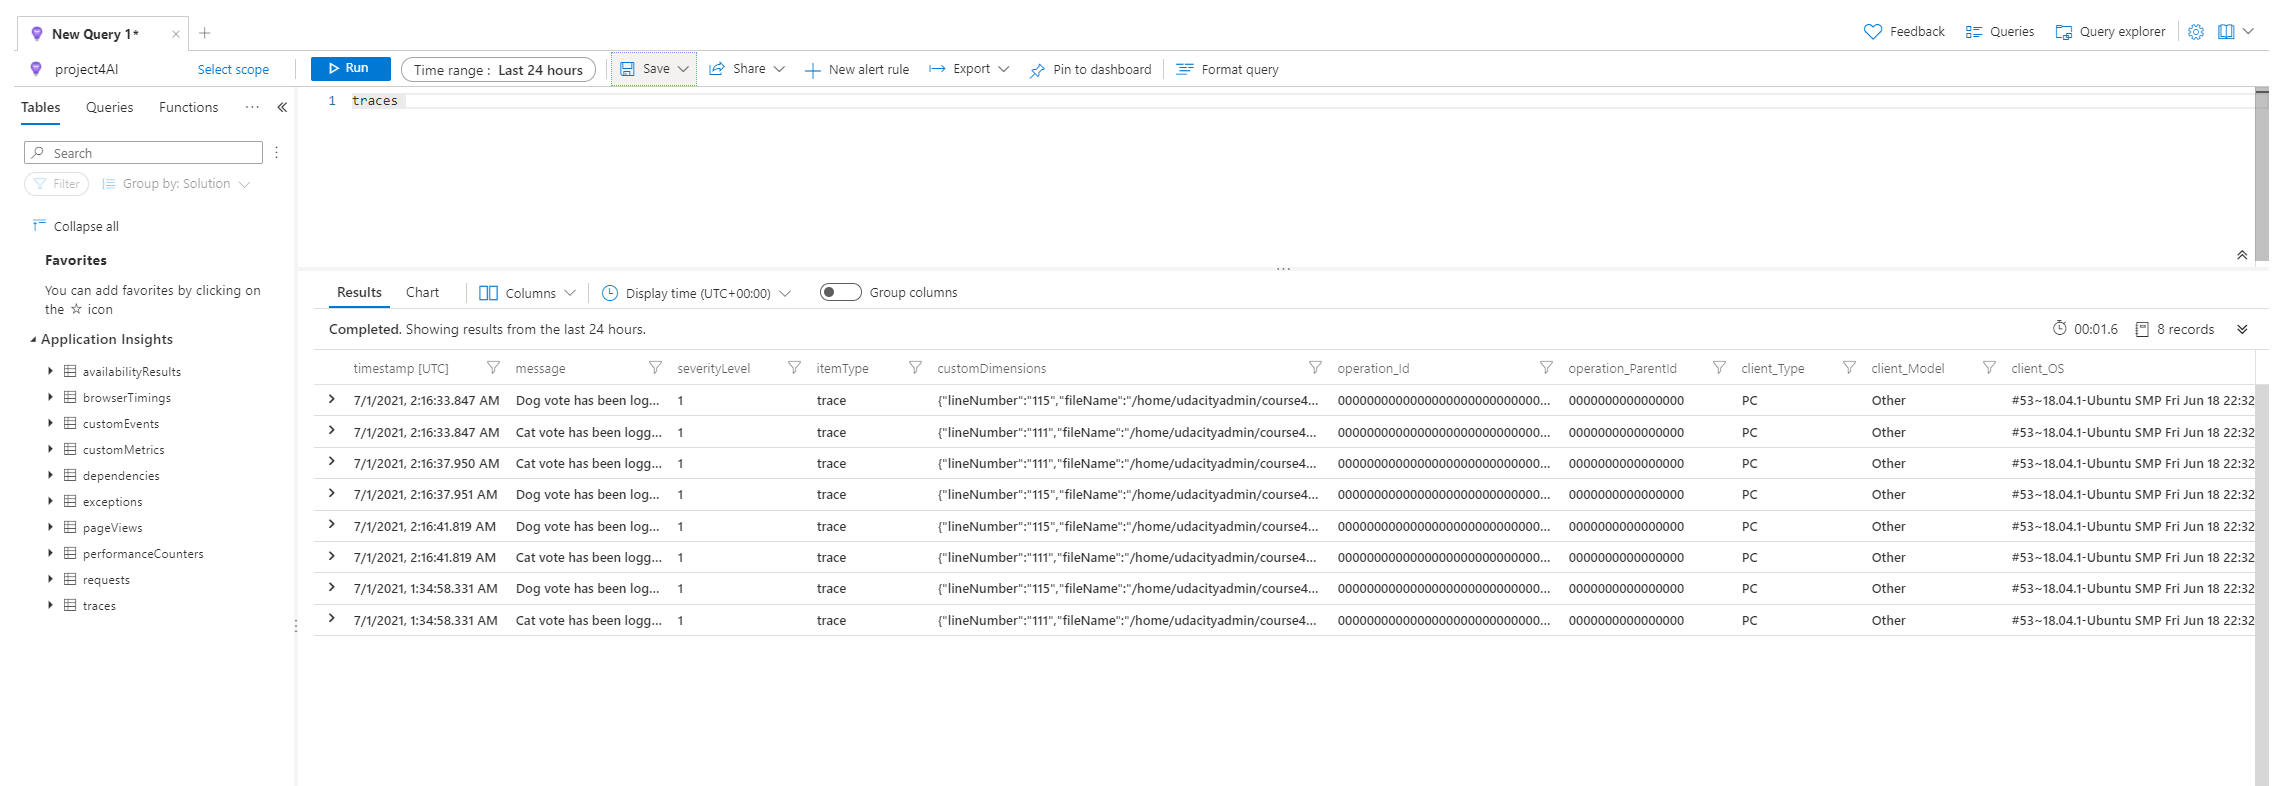 New Query 1*
Feedback Queries Query explorer
project4AI Select scope Run Time range : Last 24 hours Save Share New alert rule Export Pin to dashboard Format query
Tables Queries Functions ···
1 traces
Search
Filter Group by: Solution
Collapse all
Favorites
You can add favorites by clicking on
the ☆ icon
Application Insights
availabilityResults
browserTimings
customEvents
customMetrics
dependencies
exceptions
pageViews
performanceCounters
requests
traces
Results Chart Columns Display time (UTC+00:00) Group columns
Completed. Showing results from the last 24 hours. 00:01.6 8 records
timestamp [UTC] message severityLevel itemType customDimensions operation_Id operation_ParentId client_Type client_Model client_OS
7/1/2021, 2:16:33.847 AM Dog vote has been log... 1 trace {"lineNumber":"115","fileName":"/home/udacityadmin/course4... 00000000000000000000000000000... 0000000000000000 PC Other #53~18.04.1-Ubuntu SMP Fri Jun 18 22:32
7/1/2021, 2:16:33.847 AM Cat vote has been logg... 1 trace {"lineNumber":"111","fileName":"/home/udacityadmin/course4... 00000000000000000000000000000... 0000000000000000 PC Other #53~18.04.1-Ubuntu SMP Fri Jun 18 22:32
7/1/2021, 2:16:37.950 AM Cat vote has been logg... 1 trace {"lineNumber":"111","fileName":"/home/udacityadmin/course4... 00000000000000000000000000000... 0000000000000000 PC Other #53~18.04.1-Ubuntu SMP Fri Jun 18 22:32
7/1/2021, 2:16:37.951 AM Dog vote has been log... 1 trace {"lineNumber":"115","fileName":"/home/udacityadmin/course4... 00000000000000000000000000000... 0000000000000000 PC Other #53~18.04.1-Ubuntu SMP Fri Jun 18 22:32
7/1/2021, 2:16:41.819 AM Dog vote has been log... 1 trace {"lineNumber":"115","fileName":"/home/udacityadmin/course4... 00000000000000000000000000000... 0000000000000000 PC Other #53~18.04.1-Ubuntu SMP Fri Jun 18 22:32
7/1/2021, 2:16:41.819 AM Cat vote has been logg... 1 trace {"lineNumber":"111","fileName":"/home/udacityadmin/course4... 00000000000000000000000000000... 0000000000000000 PC Other #53~18.04.1-Ubuntu SMP Fri Jun 18 22:32
7/1/2021, 1:34:58.331 AM Dog vote has been log... 1 trace {"lineNumber":"115","fileName":"/home/udacityadmin/course4... 00000000000000000000000000000... 0000000000000000 PC Other #53~18.04.1-Ubuntu SMP Fri Jun 18 22:32
7/1/2021, 1:34:58.331 AM Cat vote has been logg... 1 trace {"lineNumber":"111","fileName":"/home/udacityadmin/course4... 00000000000000000000000000000... 0000000000000000 PC Other #53~18.04.1-Ubuntu SMP Fri Jun 18 22:32